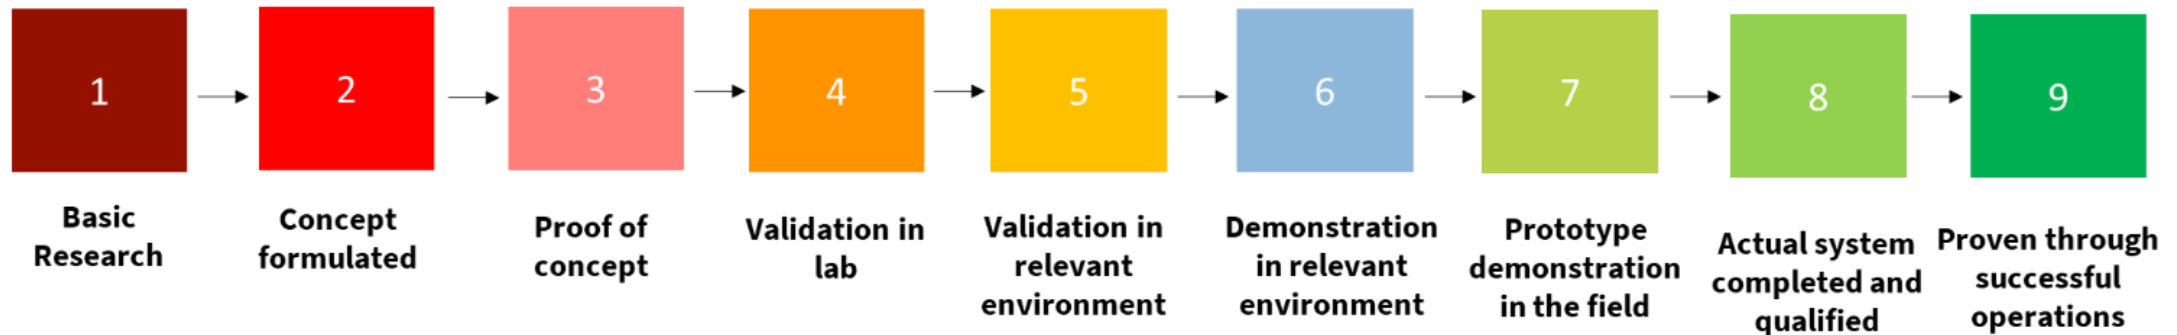 1
2
3
4
5
6
7
8
9
Basic
Research
Concept
formulated
Proof of
concept
Validation in
lab
Validation in
relevant
environment
Demonstration
in relevant
environment
Prototype
demonstration
in the field
Actual system
completed and
qualified
Proven through
successful
operations